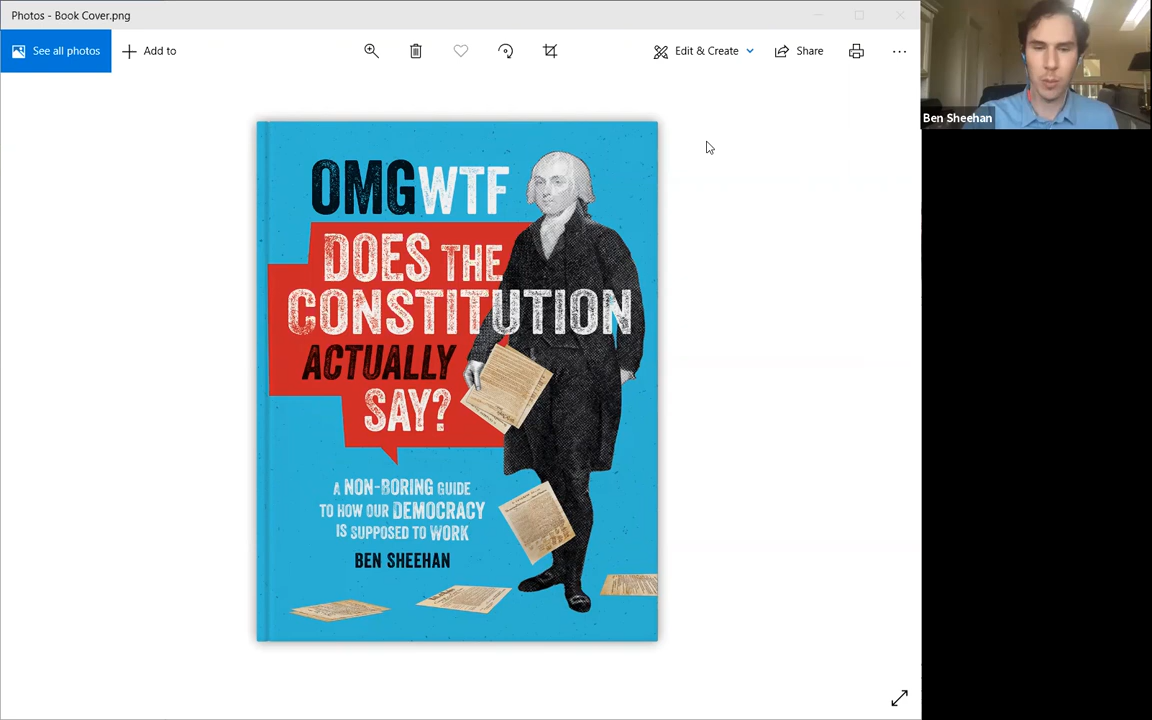 Photos - Book Cover.png
See all photos
Add to
Edit & Create
Share
Ben Sheehan
OMGWTF
DOES THE
CONSTITUTION
ACTUALLY
SAY?
A NON-BORING GUIDE
TO HOW OUR DEMOCRACY
IS SUPPOSED TO WORK
BEN SHEEHAN